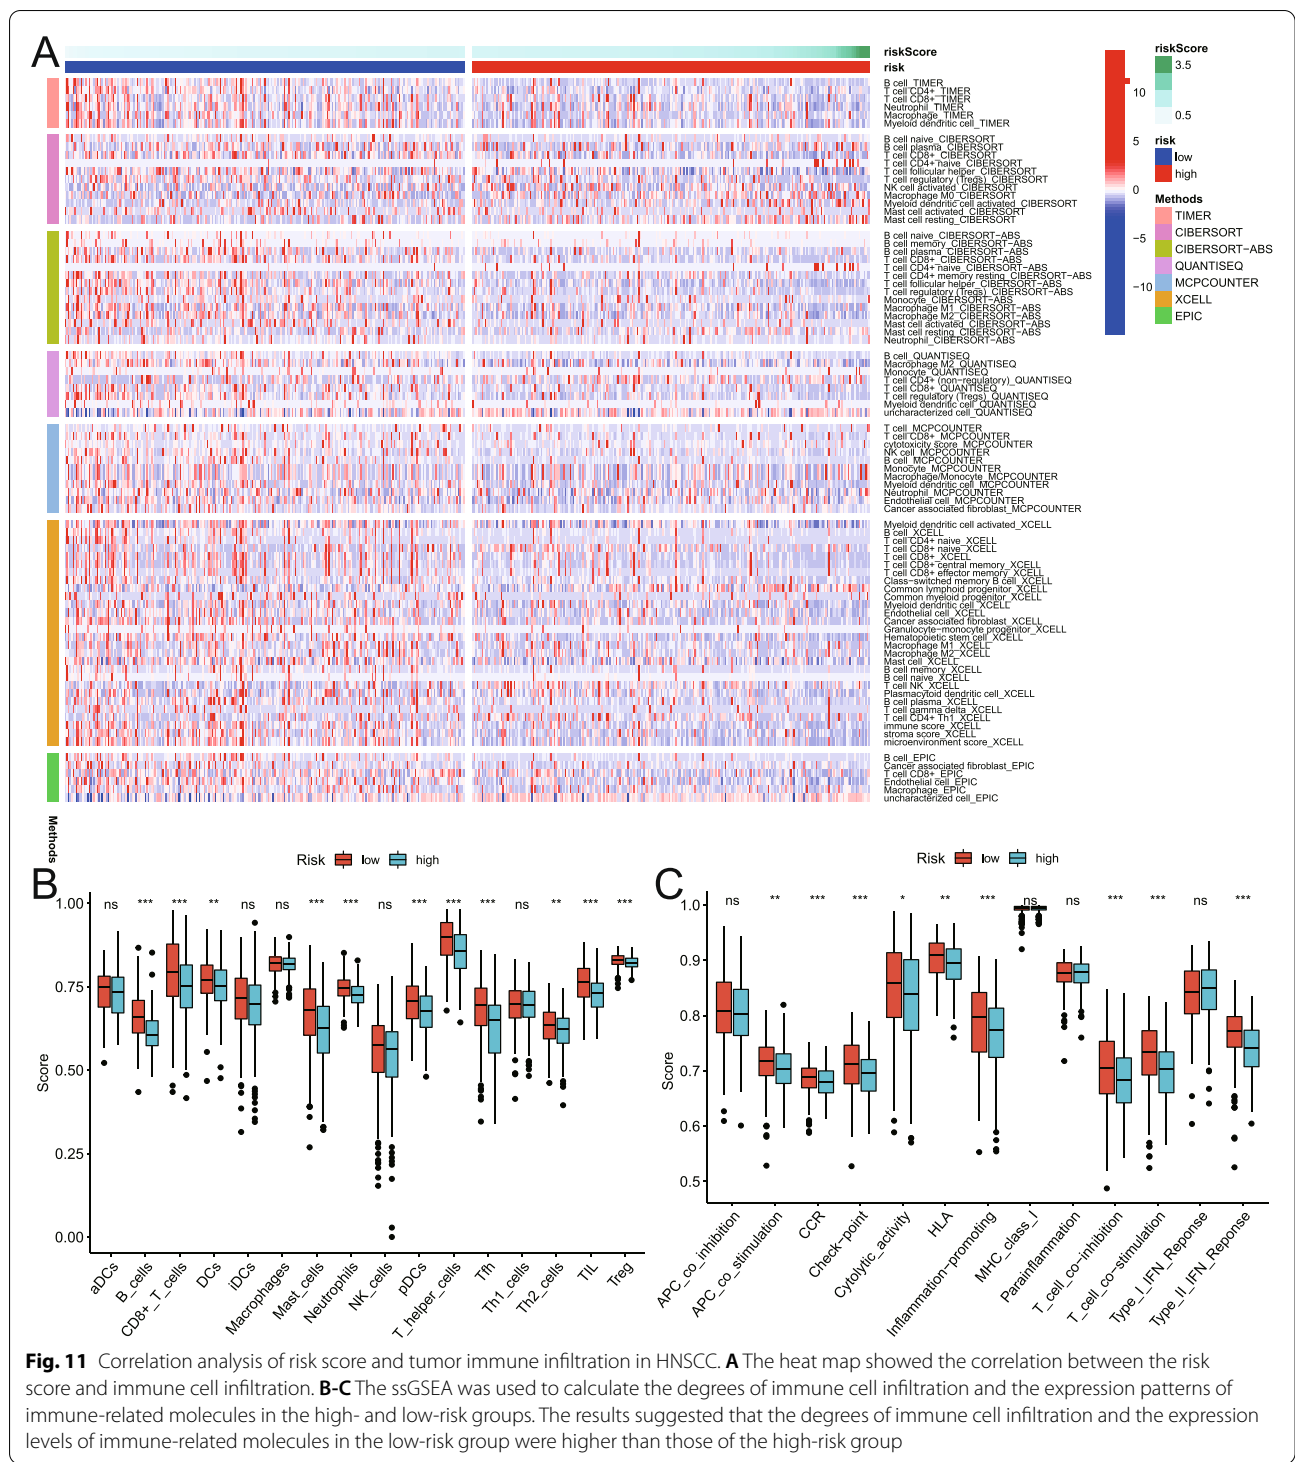 A
riskScore
risk
B cell_TIMER
T cell CD4+_TIMER
T cell CD8+_TIMER
Neutrophil_TIMER
Macrophage_TIMER
Myeloid dendritic cell_TIMER
B cell naive_CIBERSORT
B cell plasma_CIBERSORT
T cell CD8+_CIBERSORT
T cell CD4+ naive_CIBERSORT
T cell follicular helper_CIBERSORT
T cell regulatory (Tregs)_CIBERSORT
NK cell activated_CIBERSORT
Macrophage M0_CIBERSORT
Myeloid dendritic cell activated_CIBERSORT
Mast cell activated_CIBERSORT
Mast cell resting_CIBERSORT
B cell naive_CIBERSORT-ABS
B cell memory_CIBERSORT-ABS
B cell plasma_CIBERSORT-ABS
T cell CD8+_CIBERSORT-ABS
T cell CD4+ naive_CIBERSORT-ABS
T cell CD4+ memory resting_CIBERSORT-ABS
T cell follicular helper_CIBERSORT-ABS
T cell regulatory (Tregs)_CIBERSORT-ABS
Monocyte_CIBERSORT-ABS
Macrophage M1_CIBERSORT-ABS
Macrophage M2_CIBERSORT-ABS
Mast cell activated_CIBERSORT-ABS
Mast cell resting_CIBERSORT-ABS
Neutrophil_CIBERSORT-ABS
B cell_QUANTISEQ
Macrophage M2_QUANTISEQ
Monocyte_QUANTISEQ
T cell CD4+ (non-regulatory)_QUANTISEQ
T cell CD8+_QUANTISEQ
T cell regulatory (Tregs)_QUANTISEQ
Myeloid dendritic cell_QUANTISEQ
uncharacterized cell_QUANTISEQ
T cell_MCPCOUNTER
T cell CD8+_MCPCOUNTER
cytotoxicity score_MCPCOUNTER
NK cell_MCPCOUNTER
B cell_MCPCOUNTER
Monocyte_MCPCOUNTER
Macrophage/Monocyte_MCPCOUNTER
Myeloid dendritic cell_MCPCOUNTER
Neutrophil_MCPCOUNTER
Endothelial cell_MCPCOUNTER
Cancer associated fibroblast_MCPCOUNTER
Myeloid dendritic cell activated_XCELL
B cell_XCELL
T cell CD4+ naive_XCELL
T cell CD8+ naive_XCELL
T cell CD8+_XCELL
T cell CD8+ central memory_XCELL
T cell CD8+ effector memory_XCELL
Class-switched memory B cell_XCELL
Common lymphoid progenitor_XCELL
Common myeloid progenitor_XCELL
Myeloid dendritic cell_XCELL
Endothelial cell_XCELL
Cancer associated fibroblast_XCELL
Granulocyte-monocyte progenitor_XCELL
Hematopoietic stem cell_XCELL
Macrophage M1_XCELL
Macrophage M2_XCELL
Mast cell_XCELL
B cell memory_XCELL
B cell naive_XCELL
T cell NK_XCELL
Plasmacytoid dendritic cell_XCELL
B cell plasma_XCELL
T cell gamma delta_XCELL
T cell CD4+ Th1_XCELL
immune score_XCELL
stroma score_XCELL
microenvironment score_XCELL
B cell_EPIC
Cancer associated fibroblast_EPIC
T cell CD8+_EPIC
Endothelial cell_EPIC
Macrophage_EPIC
uncharacterized cell_EPIC
Methods
10
5
0
−5
−10
riskScore
3.5
0.5
risk
low
high
Methods
TIMER
CIBERSORT
CIBERSORT-ABS
QUANTISEQ
MCPCOUNTER
XCELL
EPIC
B
Risk low high
ns *** *** ** ns ns *** *** ns *** *** *** ns ** *** ***
Score
1.00
0.75
0.50
0.25
0.00
aDCs
B_cells
CD8+_T_cells
DCs
iDCs
Macrophages
Mast_cells
Neutrophils
NK_cells
pDCs
T_helper_cells
Tfh
Th1_cells
Th2_cells
TIL
Treg
C
Risk low high
ns ** *** *** * ** *** ns ns *** *** ns ***
Score
1.0
0.9
0.8
0.7
0.6
0.5
APC_co_inhibition
APC_co_stimulation
CCR
Check-point
Cytolytic_activity
HLA
Inflammation-promoting
MHC_class_I
Parainflammation
T_cell_co-inhibition
T_cell_co-stimulation
Type_I_IFN_Reponse
Type_II_IFN_Reponse
Fig. 11 Correlation analysis of risk score and tumor immune infiltration in HNSCC. A The heat map showed the correlation between the risk
score and immune cell infiltration. B-C The ssGSEA was used to calculate the degrees of immune cell infiltration and the expression patterns of
immune-related molecules in the high- and low-risk groups. The results suggested that the degrees of immune cell infiltration and the expression
levels of immune-related molecules in the low-risk group were higher than those of the high-risk group